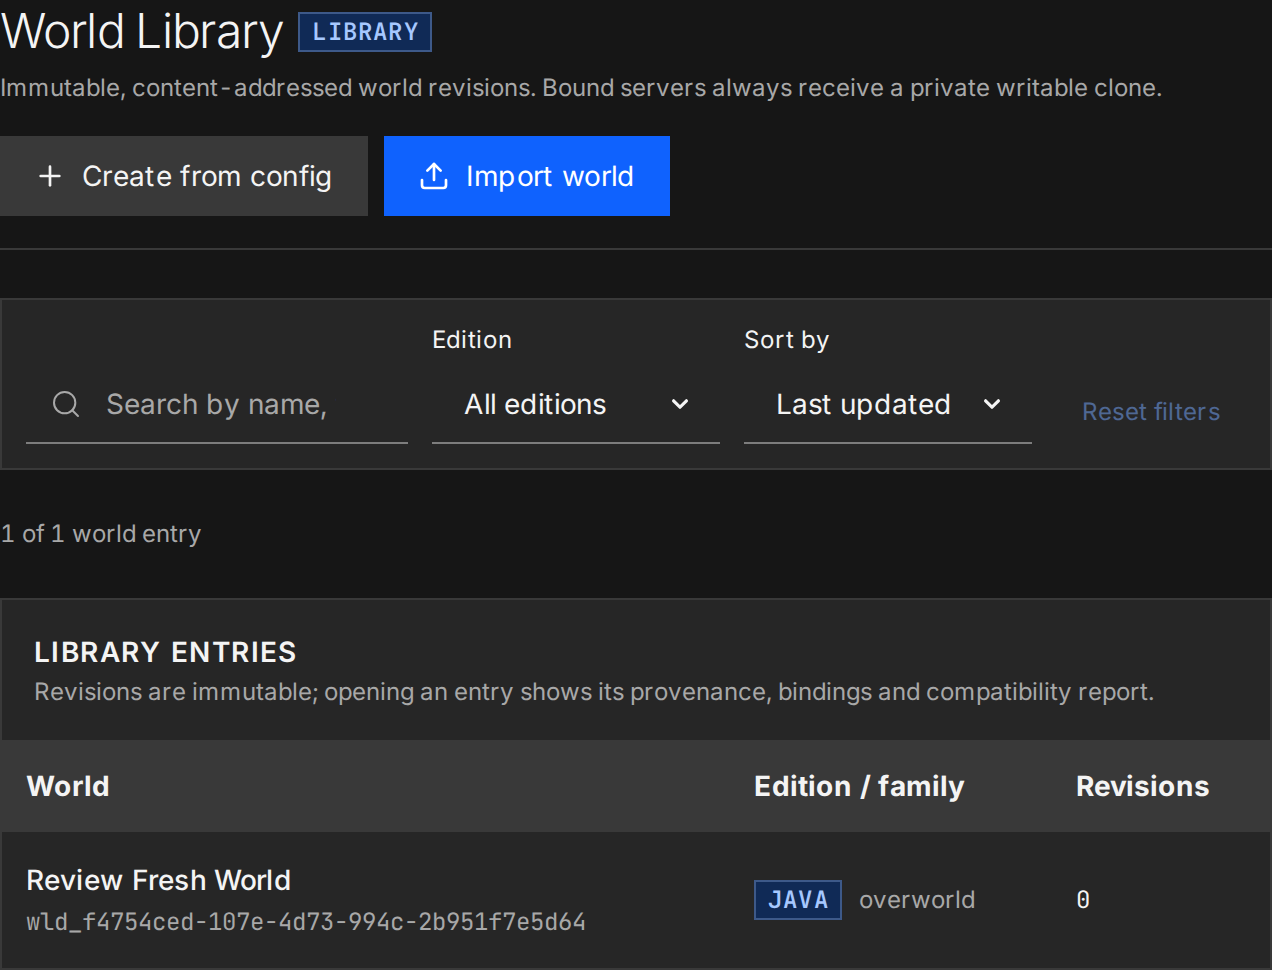 World Library LIBRARY
Immutable, content-addressed world revisions. Bound servers always receive a private writable clone.
Create from config Import world
Edition Sort by
Search by name, All editions Last updated Reset filters
1 of 1 world entry
LIBRARY ENTRIES
Revisions are immutable; opening an entry shows its provenance, bindings and compatibility report.
World Edition / family Revisions
Review Fresh World
JAVA overworld 0
wld_f4754ced-107e-4d73-994c-2b951f7e5d64